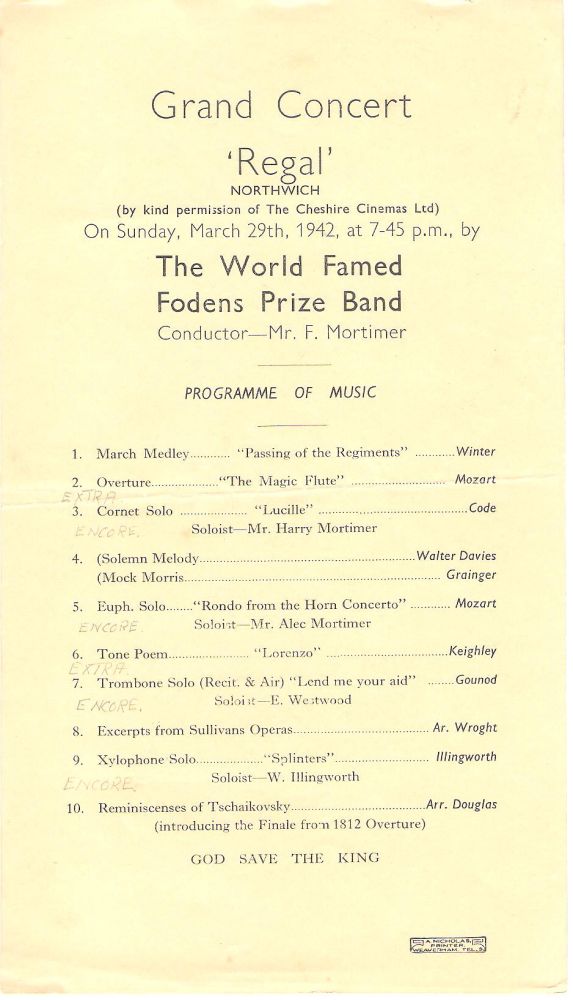 Grand Concert
'Regal'
NORTHWICH
(by kind permission of The Cheshire Cinemas Ltd)
On Sunday, March 29th, 1942, at 7-45 p.m., by
The World Famed
Fodens Prize Band
Conductor—Mr. F. Mortimer
PROGRAMME OF MUSIC
1. March Medley............ "Passing of the Regiments" ............Winter
2. Overture...................."The Magic Flute" ............................ Mozart
EXTRA
3. Cornet Solo .................... "Lucille" .............................................Code
ENCORE. Soloist—Mr. Harry Mortimer
4. (Solemn Melody................................................................Walter Davies
(Mock Morris............................................................................ Grainger
5. Euph. Solo........"Rondo from the Horn Concerto" ............ Mozart
ENCORE. Soloist—Mr. Alec Mortimer
6. Tone Poem........................ "Lorenzo" ....................................Keighley
EXTRA.
7. Trombone Solo (Recit. & Air) "Lend me your aid" ........Gounod
ENCORE. Soloist—E. Westwood
8. Excerpts from Sullivans Operas......................................... Ar. Wroght
9. Xylophone Solo...................."Splinters"............................ Illingworth
Soloist—W. Illingworth
ENCORE.
10. Reminiscenses of Tschaikovsky.........................................Arr. Douglas
(introducing the Finale from 1812 Overture)
GOD SAVE THE KING
A. NICHOLAS,
PRINTER,
WEAVERHAM. TEL. 5.